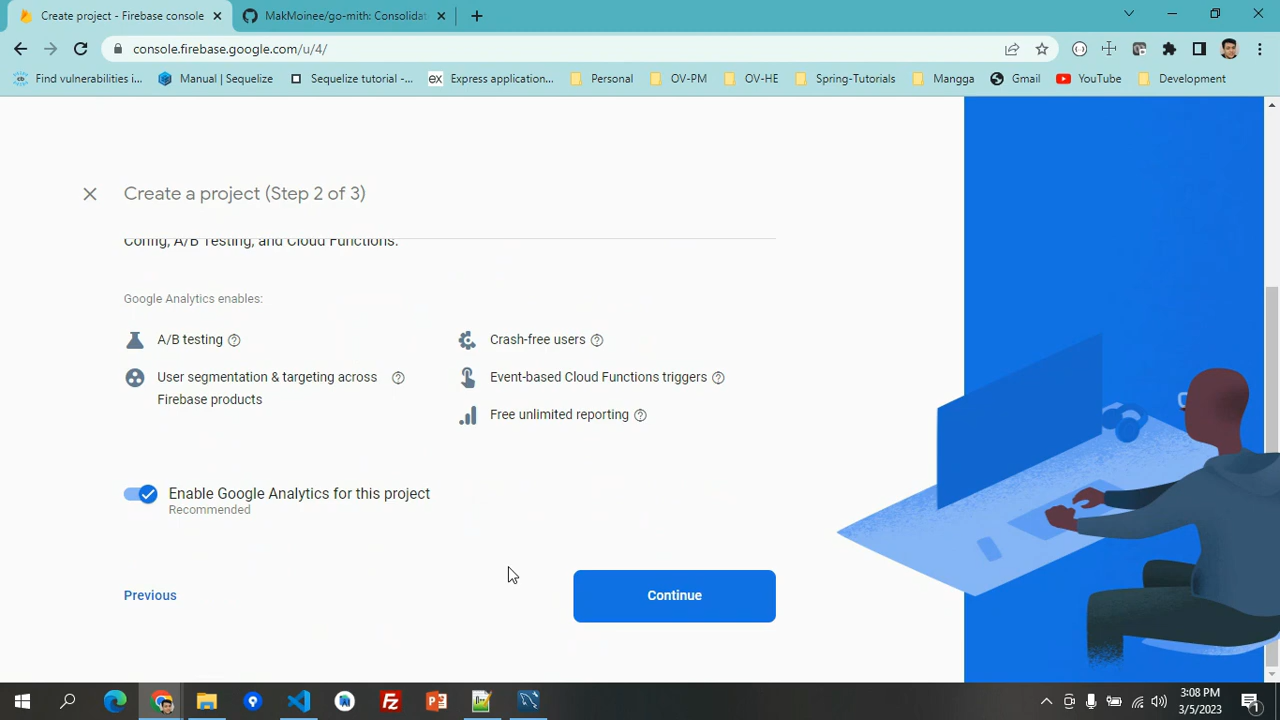 Create project - Firebase console
MakMoinee/go-mith: Consolidat
console.firebase.google.com/u/4/
Find vulnerabilities i...
Manual | Sequelize
Sequelize tutorial -...
ex
Express application...
Personal
OV-PM
OV-HE
Spring-Tutorials
Mangga
Gmail
YouTube
Development
Create a project (Step 2 of 3)
Config, A/B Testing, and Cloud Functions.
Google Analytics enables:
A/B testing
Crash-free users
User segmentation & targeting across
Firebase products
Event-based Cloud Functions triggers
Free unlimited reporting
Enable Google Analytics for this project
Recommended
Previous
Continue
3:08 PM
3/5/2023
1